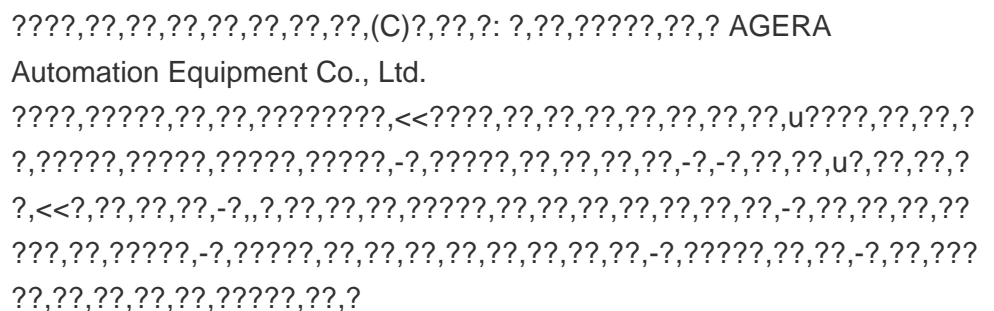 ????,??,??,??,??,??,??,??,(C)?,??,?: ?,??,?????,??,? AGERA
Automation Equipment Co., Ltd.
????,?????,??,??,????????,<<????,??,??,??,??,??,??,??,u????,??,??,?
?,?????,?????,?????,?????,-?,?????,??,??,??,??,-?,-?,??,??,u?,??,??,?
?,<<?,??,??,??,-?,,?,??,??,??,?????,??,??,??,??,??,??,??,-?,??,??,??,??
???,??,?????,-?,?????,??,??,??,??,??,??,??,??,-?,?????,??,??,-?,??,???
??,??,??,??,??,?????,??,?